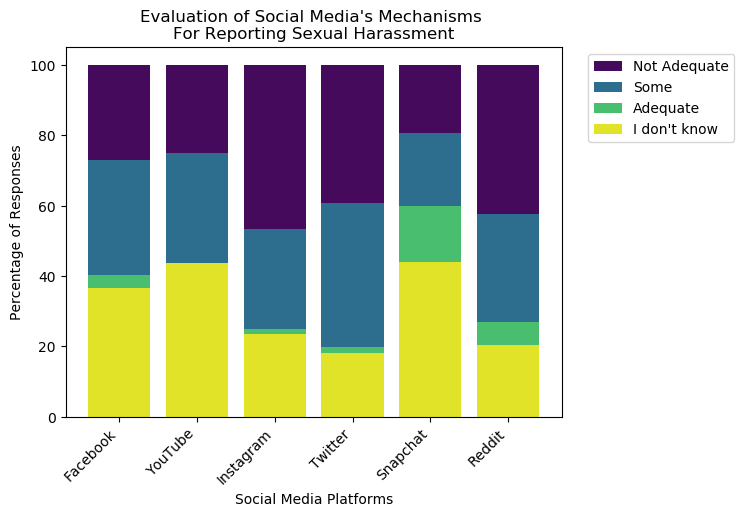 Evaluation of Social Media's Mechanisms
For Reporting Sexual Harassment
Percentage of Responses
100
80
60
40
20
0
Facebook
YouTube
Instagram
Twitter
Snapchat
Reddit
Social Media Platforms
Not Adequate
Some
Adequate
I don't know